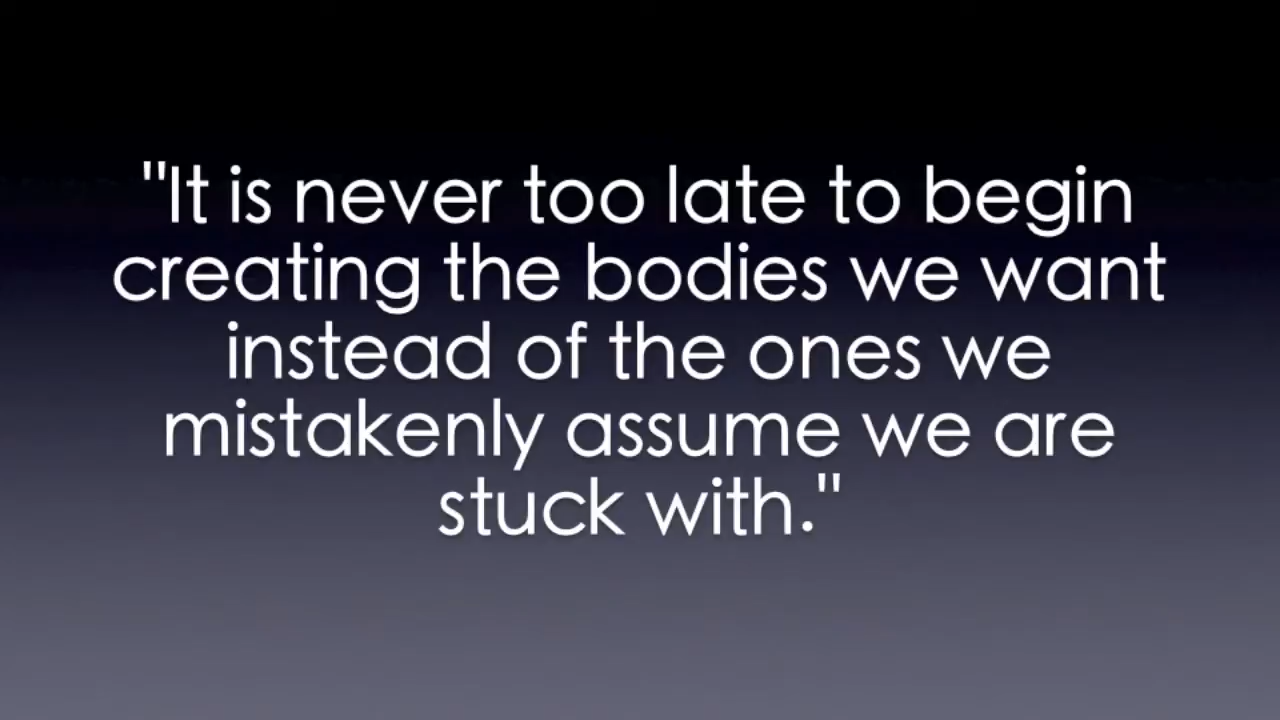 "It is never too late to begin
creating the bodies we want
instead of the ones we
mistakenly assume we are
stuck with."